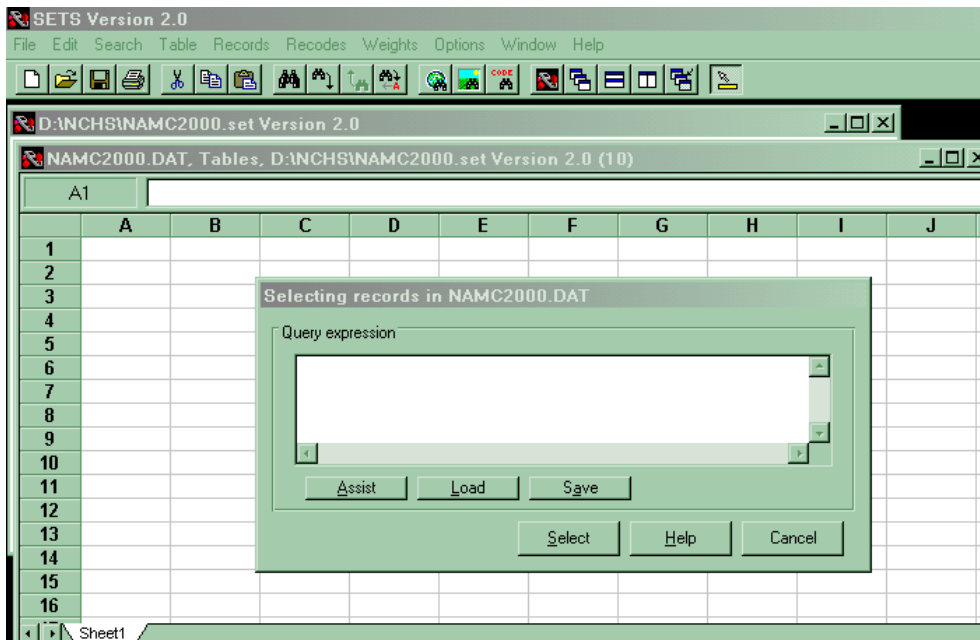 SETS Version 2.0
File Edit Search Table Records Recodes Weights Options Window Help
CODE
A
D:\NCHS\NAMC2000.set Version 2.0
NAMC2000.DAT, Tables, D:\NCHS\NAMC2000.set Version 2.0 (10)
A1
A B C D E F G H I J
1
2
3
4
5
6
7
8
9
10
11
12
13
14
15
16
Selecting records in NAMC2000.DAT
Query expression
Assist Load Save
Select Help Cancel
Sheet1